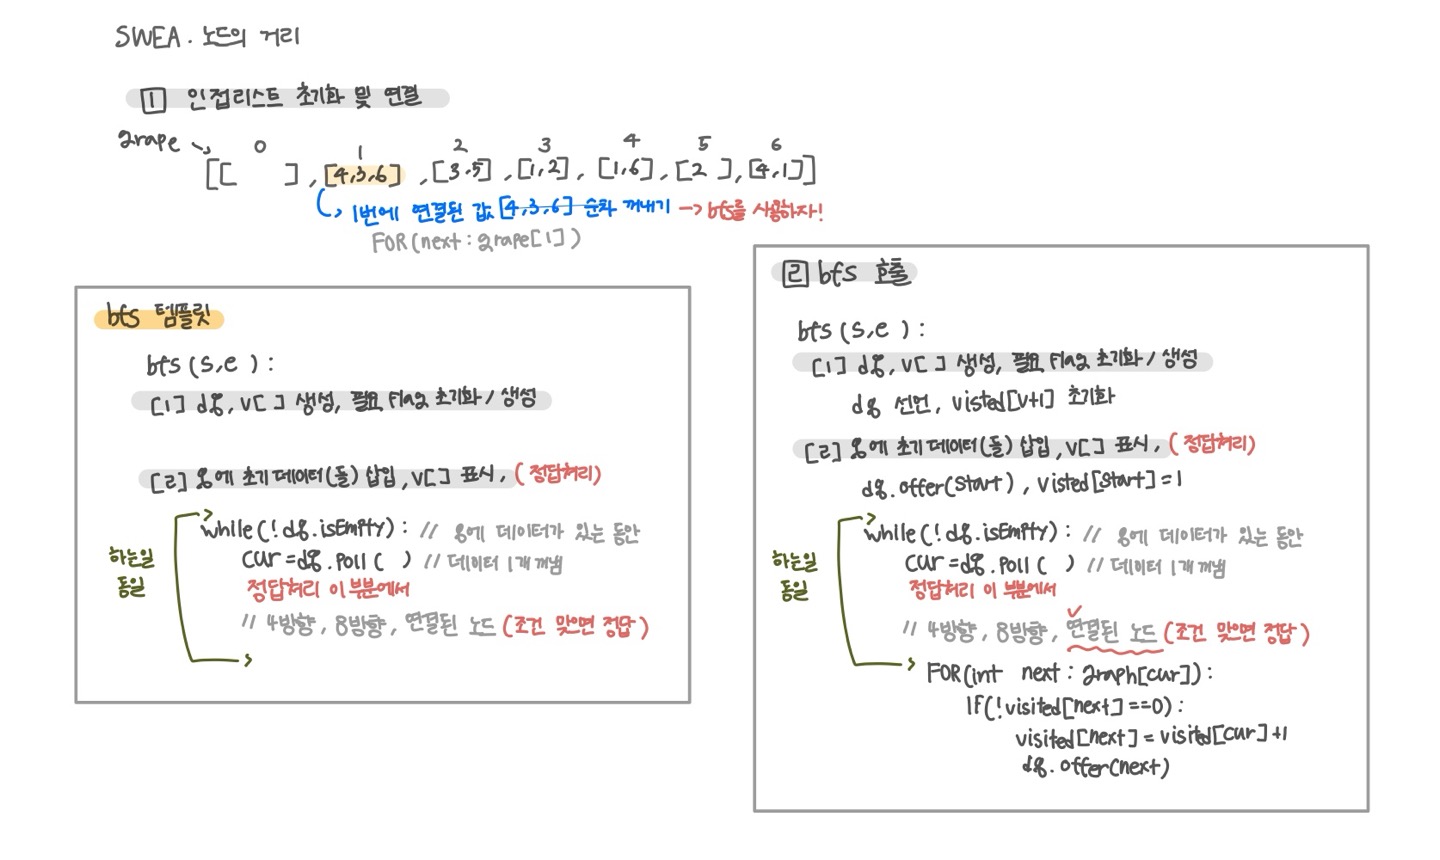 SWEA. 노드의 거리
1 인접리스트 초기화 및 연결
grape
0 1 2 3 4 5 6
[[ ], [4,3,6], [3,5], [1,2], [1,6], [2], [4,1]]
1번에 연결된 값 [4,3,6] 순차 꺼내기 → bfs를 사용하자!
FOR(next : grape[1])
bfs 템플릿
bfs (s,e) :
[1] dq, v[ ] 생성, 필요 Flag 초기화 / 생성
[2] q에 초기데이터(들) 삽입, v[ ] 표시, (정답처리)
하는일
동일
while(!dq.isEmpty) : // q에 데이터가 있는 동안
cur = dq.poll( ) // 데이터 1개 꺼냄
정답처리 이 부분에서
// 4방향, 8방향, 연결된 노드 (조건 맞으면 정답)
2 bfs 호출
bfs (s,e) :
[1] dq, v[ ] 생성, 필요 Flag 초기화 / 생성
dq 선언, visted[v+1] 초기화
[2] q에 초기데이터(들) 삽입, v[ ] 표시, (정답처리)
dq.offer(start), visted[start]=1
하는일
동일
while(!dq.isEmpty) : // q에 데이터가 있는 동안
cur = dq.poll( ) // 데이터 1개 꺼냄
정답처리 이 부분에서
// 4방향, 8방향, 연결된 노드 (조건 맞으면 정답)
FOR(int next : graph[cur]) :
If(!visited[next]==0) :
visited[next] = visited[cur]+1
dq.offer(next)